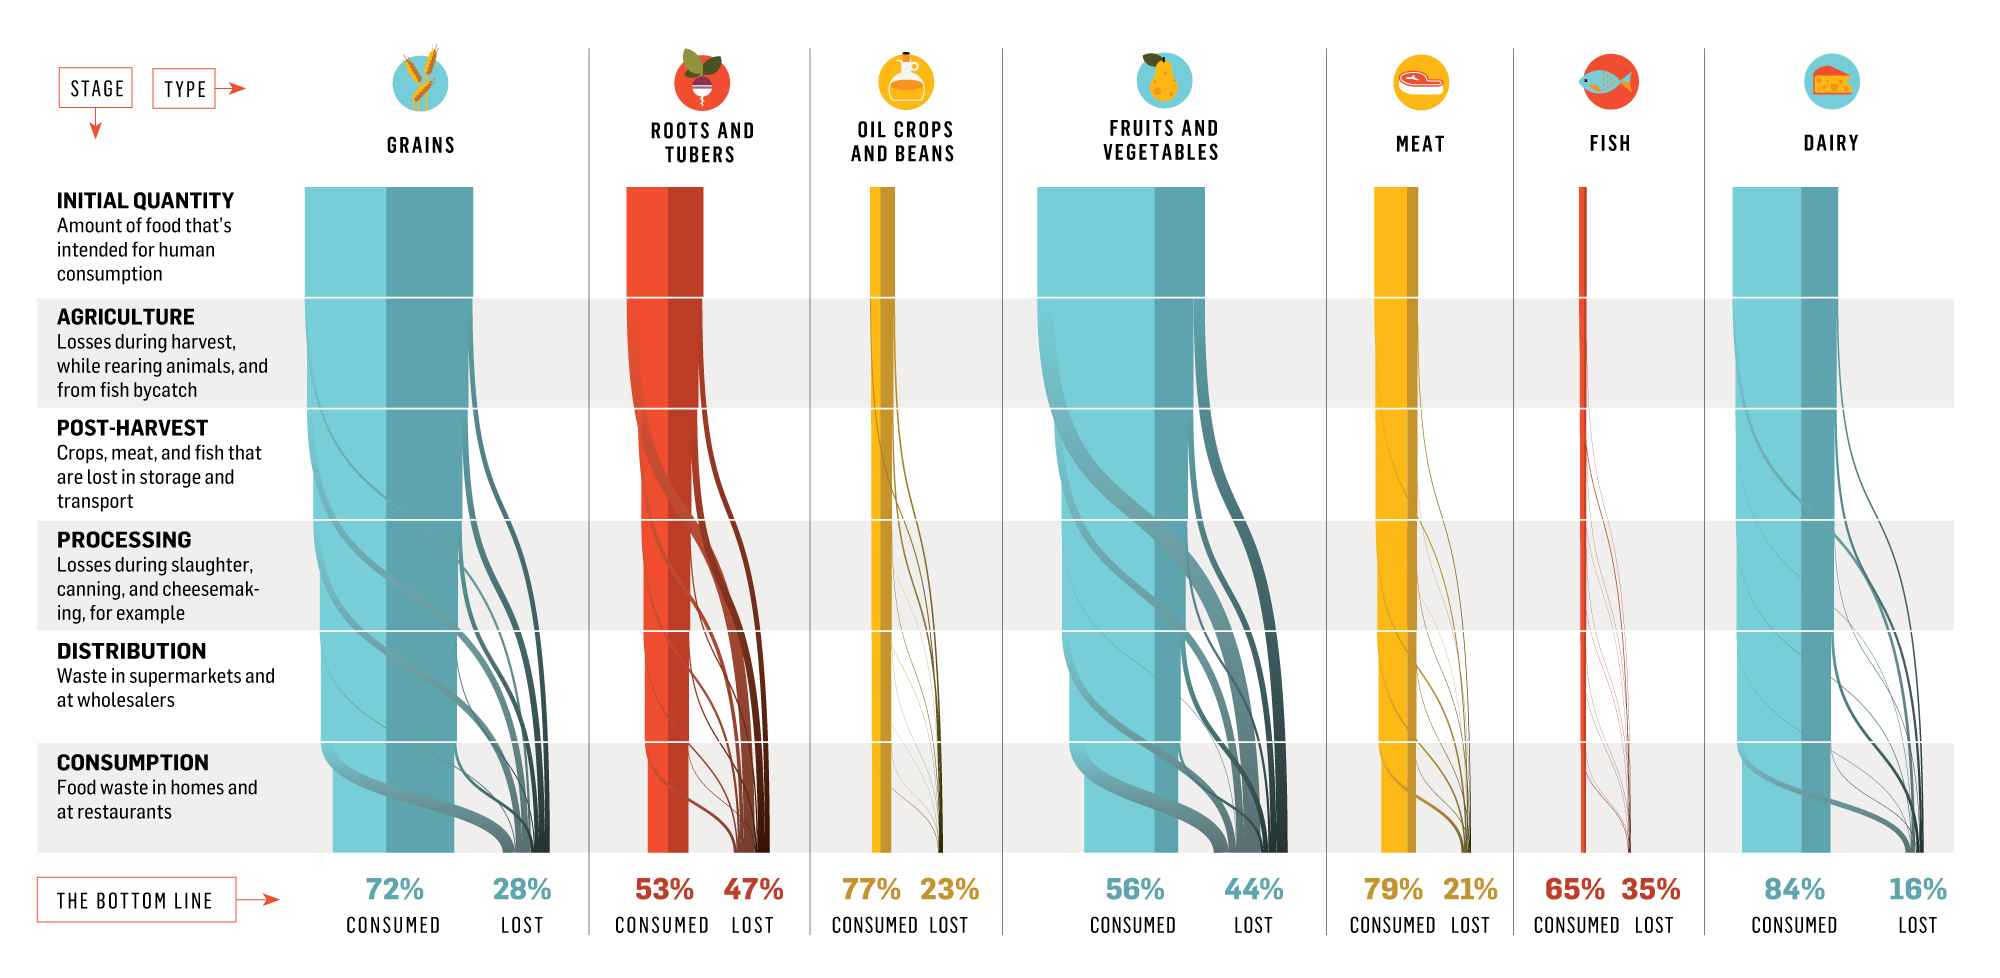 STAGE
TYPE
GRAINS
ROOTS AND
TUBERS
OIL CROPS
AND BEANS
FRUITS AND
VEGETABLES
MEAT
FISH
DAIRY
INITIAL QUANTITY
Amount of food that's
intended for human
consumption
AGRICULTURE
Losses during harvest,
while rearing animals, and
from fish bycatch
POST-HARVEST
Crops, meat, and fish that
are lost in storage and
transport
PROCESSING
Losses during slaughter,
canning, and cheesemak-
ing, for example
DISTRIBUTION
Waste in supermarkets and
at wholesalers
CONSUMPTION
Food waste in homes and
at restaurants
THE BOTTOM LINE
72% 28%
CONSUMED LOST
53% 47%
CONSUMED LOST
77% 23%
CONSUMED LOST
56% 44%
CONSUMED LOST
79% 21%
CONSUMED LOST
65% 35%
CONSUMED LOST
84% 16%
CONSUMED LOST